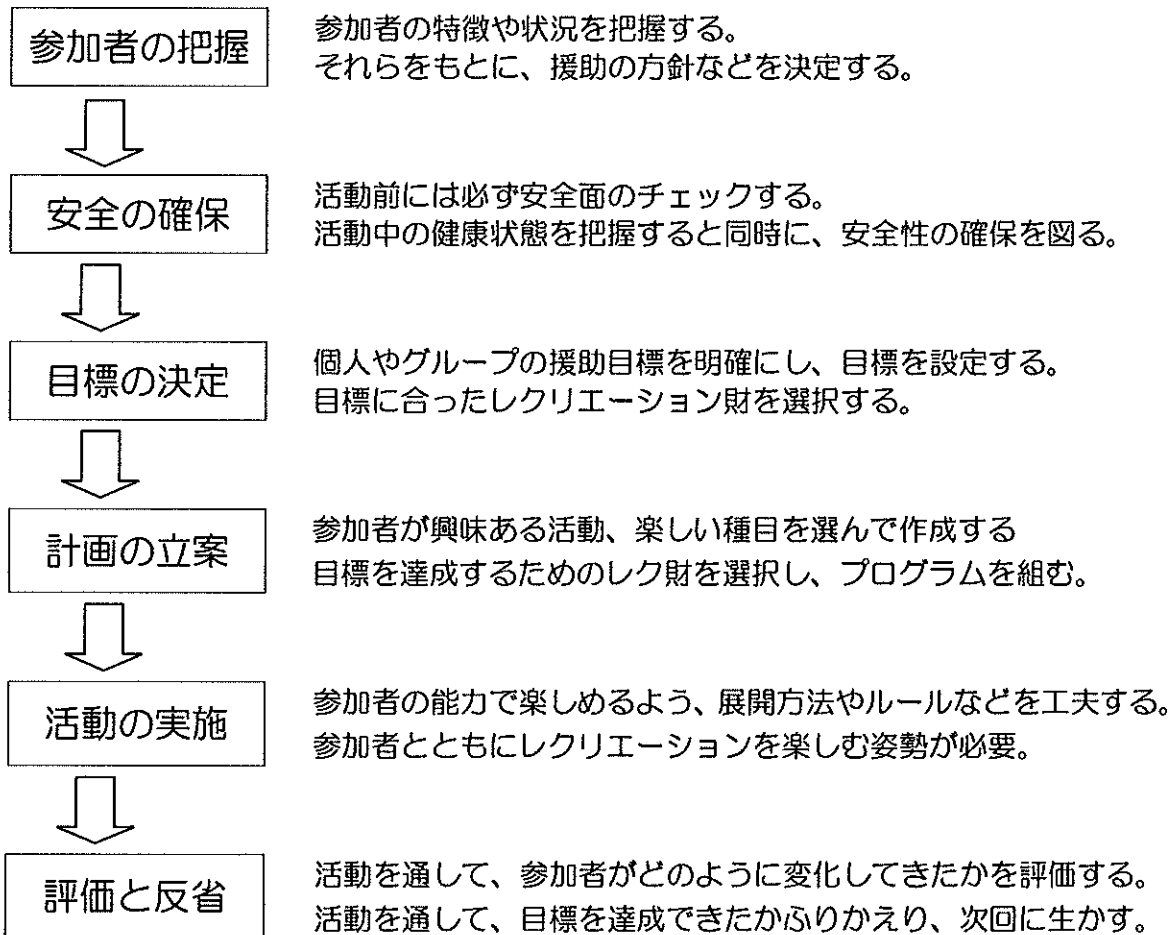 参加者の把握
参加者の特徴や状況を把握する。
それらをもとに、援助の方針などを決定する。
安全の確保
活動前には必ず安全面のチェックする。
活動中の健康状態を把握すると同時に、安全性の確保を図る。
目標の決定
個人やグループの援助目標を明確にし、目標を設定する。
目標に合ったレクリエーション財を選択する。
計画の立案
参加者が興味ある活動、楽しい種目を選んで作成する
目標を達成するためのレク財を選択し、プログラムを組む。
活動の実施
参加者の能力で楽しめるよう、展開方法やルールなどを工夫する。
参加者とともにレクリエーションを楽しむ姿勢が必要。
評価と反省
活動を通して、参加者がどのように変化してきたかを評価する。
活動を通して、目標を達成できたかふりかえり、次回に生かす。